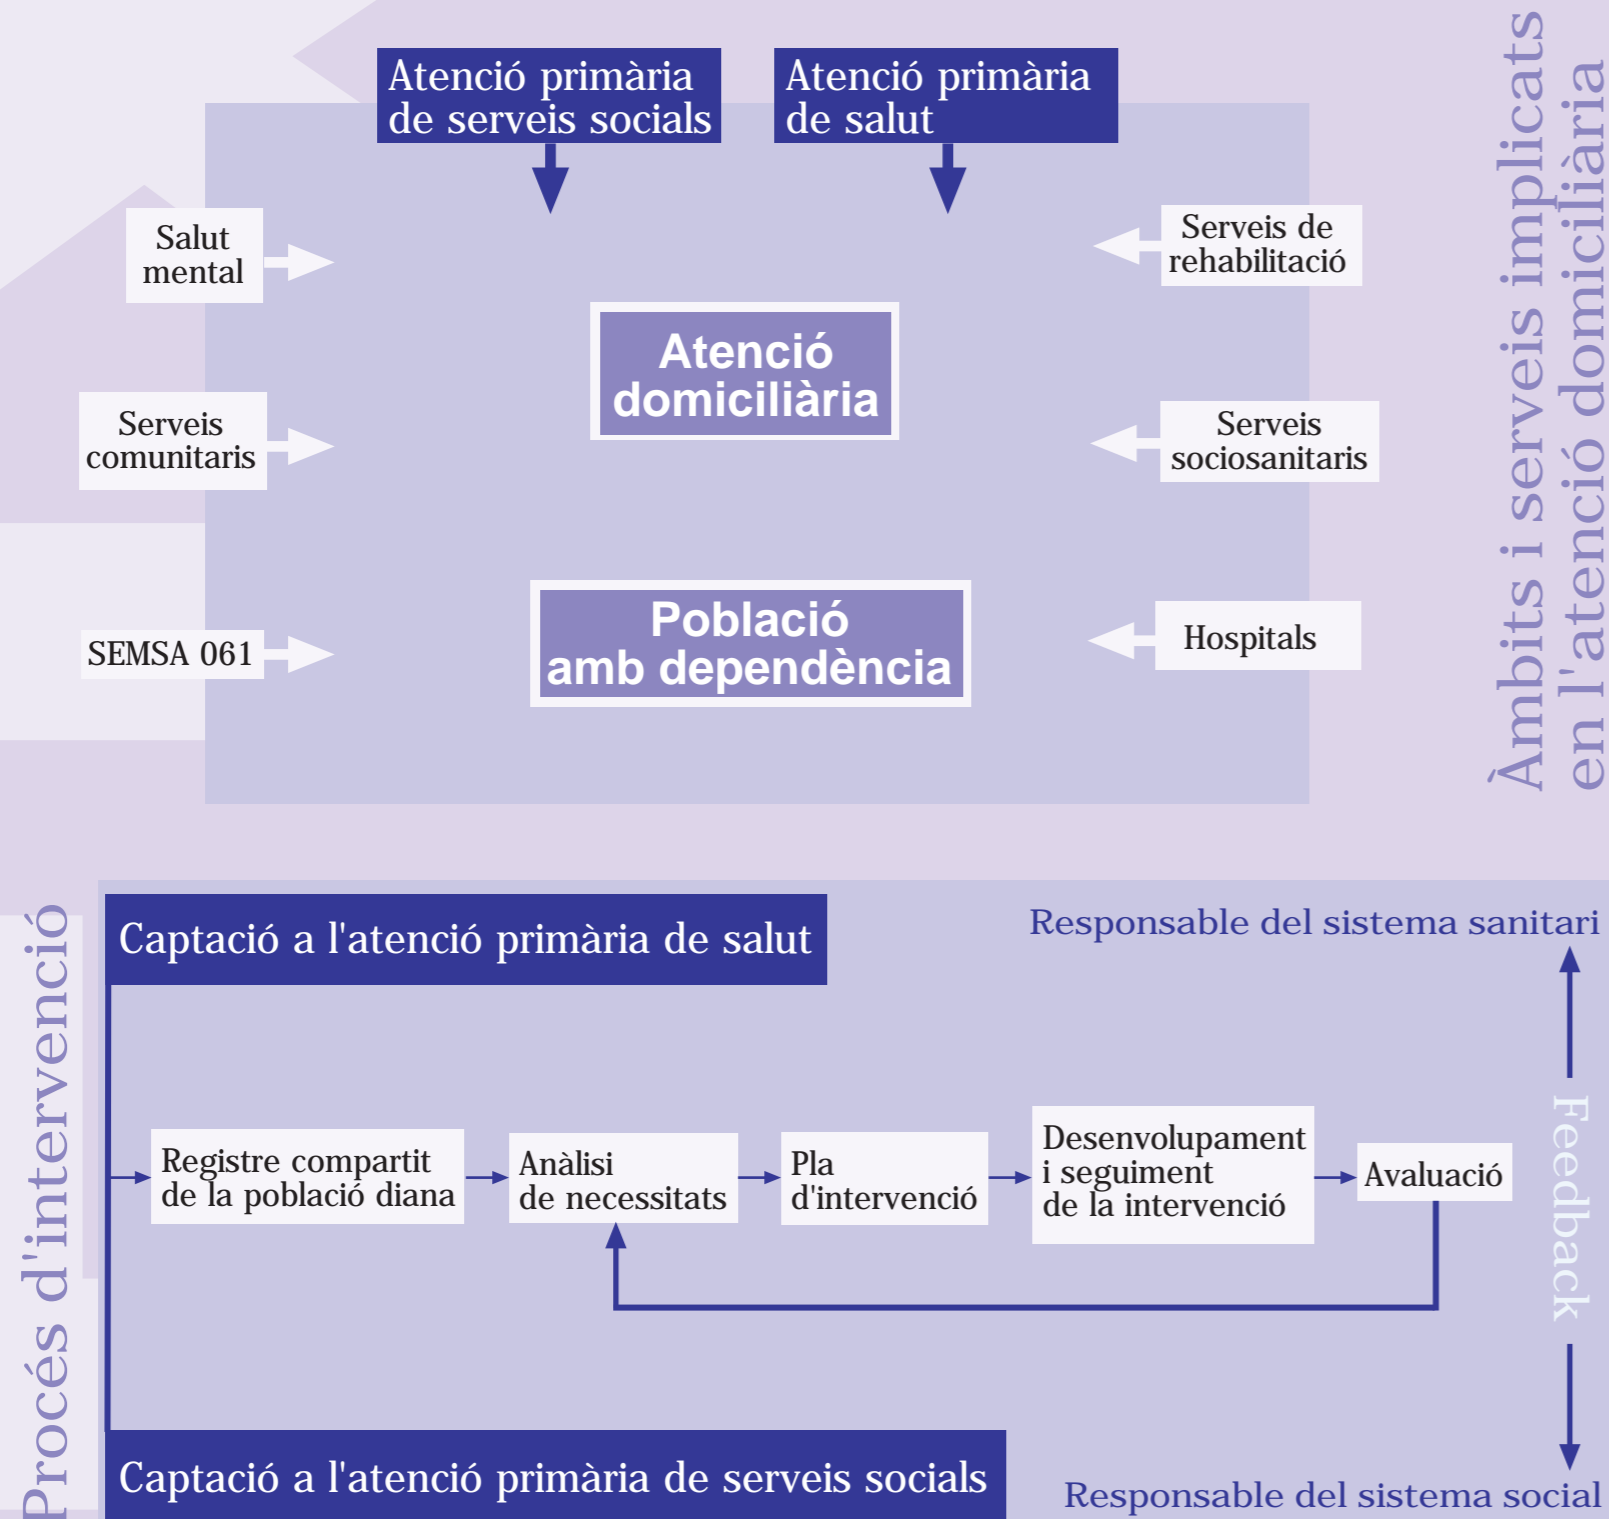 Atenció primària
de serveis socials
Atenció primària
de salut
Àmbits i serveis implicats
en l'atenció domiciliària
Salut
mental
Serveis de
rehabilitació
Atenció
domiciliària
Serveis
comunitaris
Serveis
sociosanitaris
SEMSA 061
Població
amb dependència
Hospitals
Procés d'intervenció
Captació a l'atenció primària de salut
Responsable del sistema sanitari
Registre compartit
de la població diana
Anàlisi
de necessitats
Pla
d'intervenció
Desenvolupament
i seguiment
de la intervenció
Avaluació
Feedback
Captació a l'atenció primària de serveis socials
Responsable del sistema social